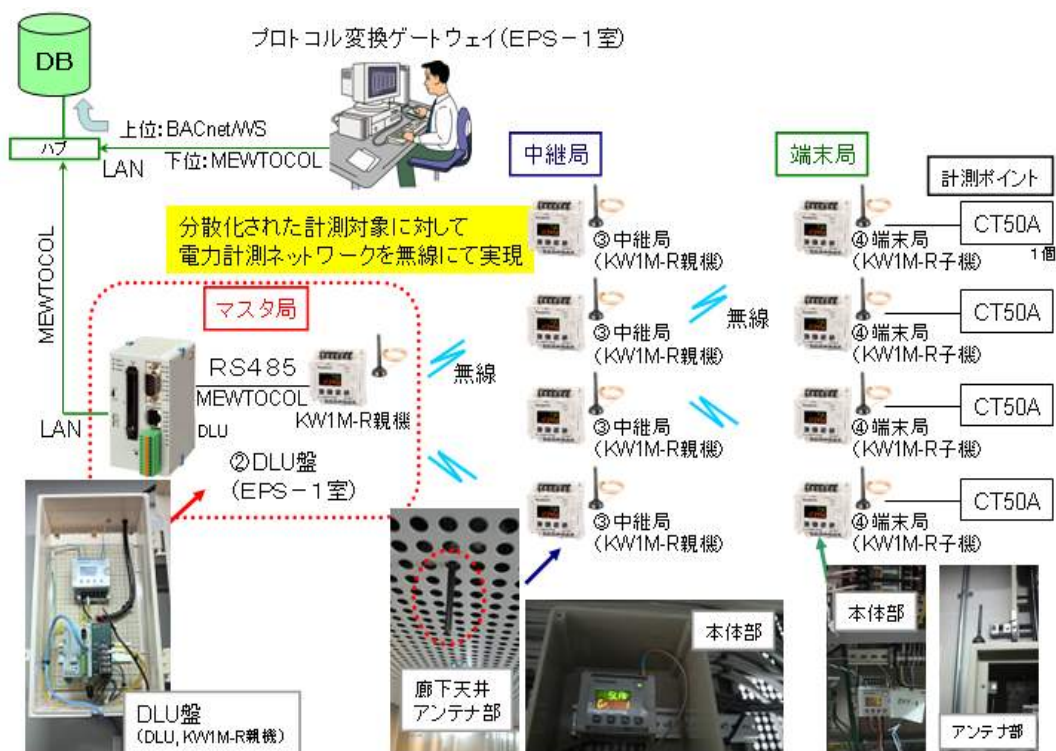 プロトコル変換ゲートウェイ(EPS－1室)
DB
上位:BACnet/WS
ハブ
LAN
下位:MEWTOCOL
中継局
端末局
計測ポイント
分散化された計測対象に対して
電力計測ネットワークを無線にて実現
MEWTOCOL
マスタ局
RS485
MEWTOCOL
KW1M-R親機
LAN
DLU
②DLU盤
(EPS－1室)
無線
③中継局
(KW1M-R親機)
③中継局
(KW1M-R親機)
③中継局
(KW1M-R親機)
③中継局
(KW1M-R親機)
無線
④端末局
(KW1M-R子機)
④端末局
(KW1M-R子機)
④端末局
(KW1M-R子機)
④端末局
(KW1M-R子機)
CT50A
1個
CT50A
CT50A
CT50A
DLU盤
(DLU, KW1M-R親機)
廊下天井
アンテナ部
本体部
本体部
アンテナ部